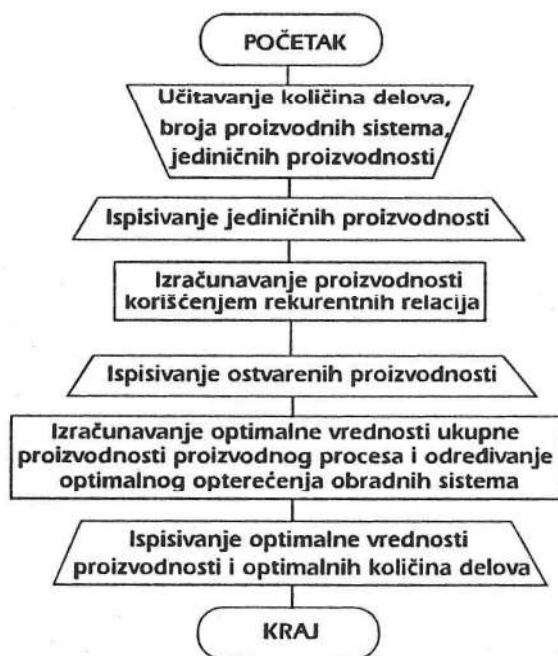 POČETAK
Učitavanje količina delova,
broja proizvodnih sistema,
jediničnih proizvodnosti
Ispisivanje jediničnih proizvodnosti
Izračunavanje proizvodnosti
korišćenjem rekurentnih relacija
Ispisivanje ostvarenih proizvodnosti
Izračunavanje optimalne vrednosti ukupne
proizvodnosti proizvodnog procesa i određivanje
optimalnog opterećenja obradnih sistema
Ispisivanje optimalne vrednosti
proizvodnosti i optimalnih količina delova
KRAJ